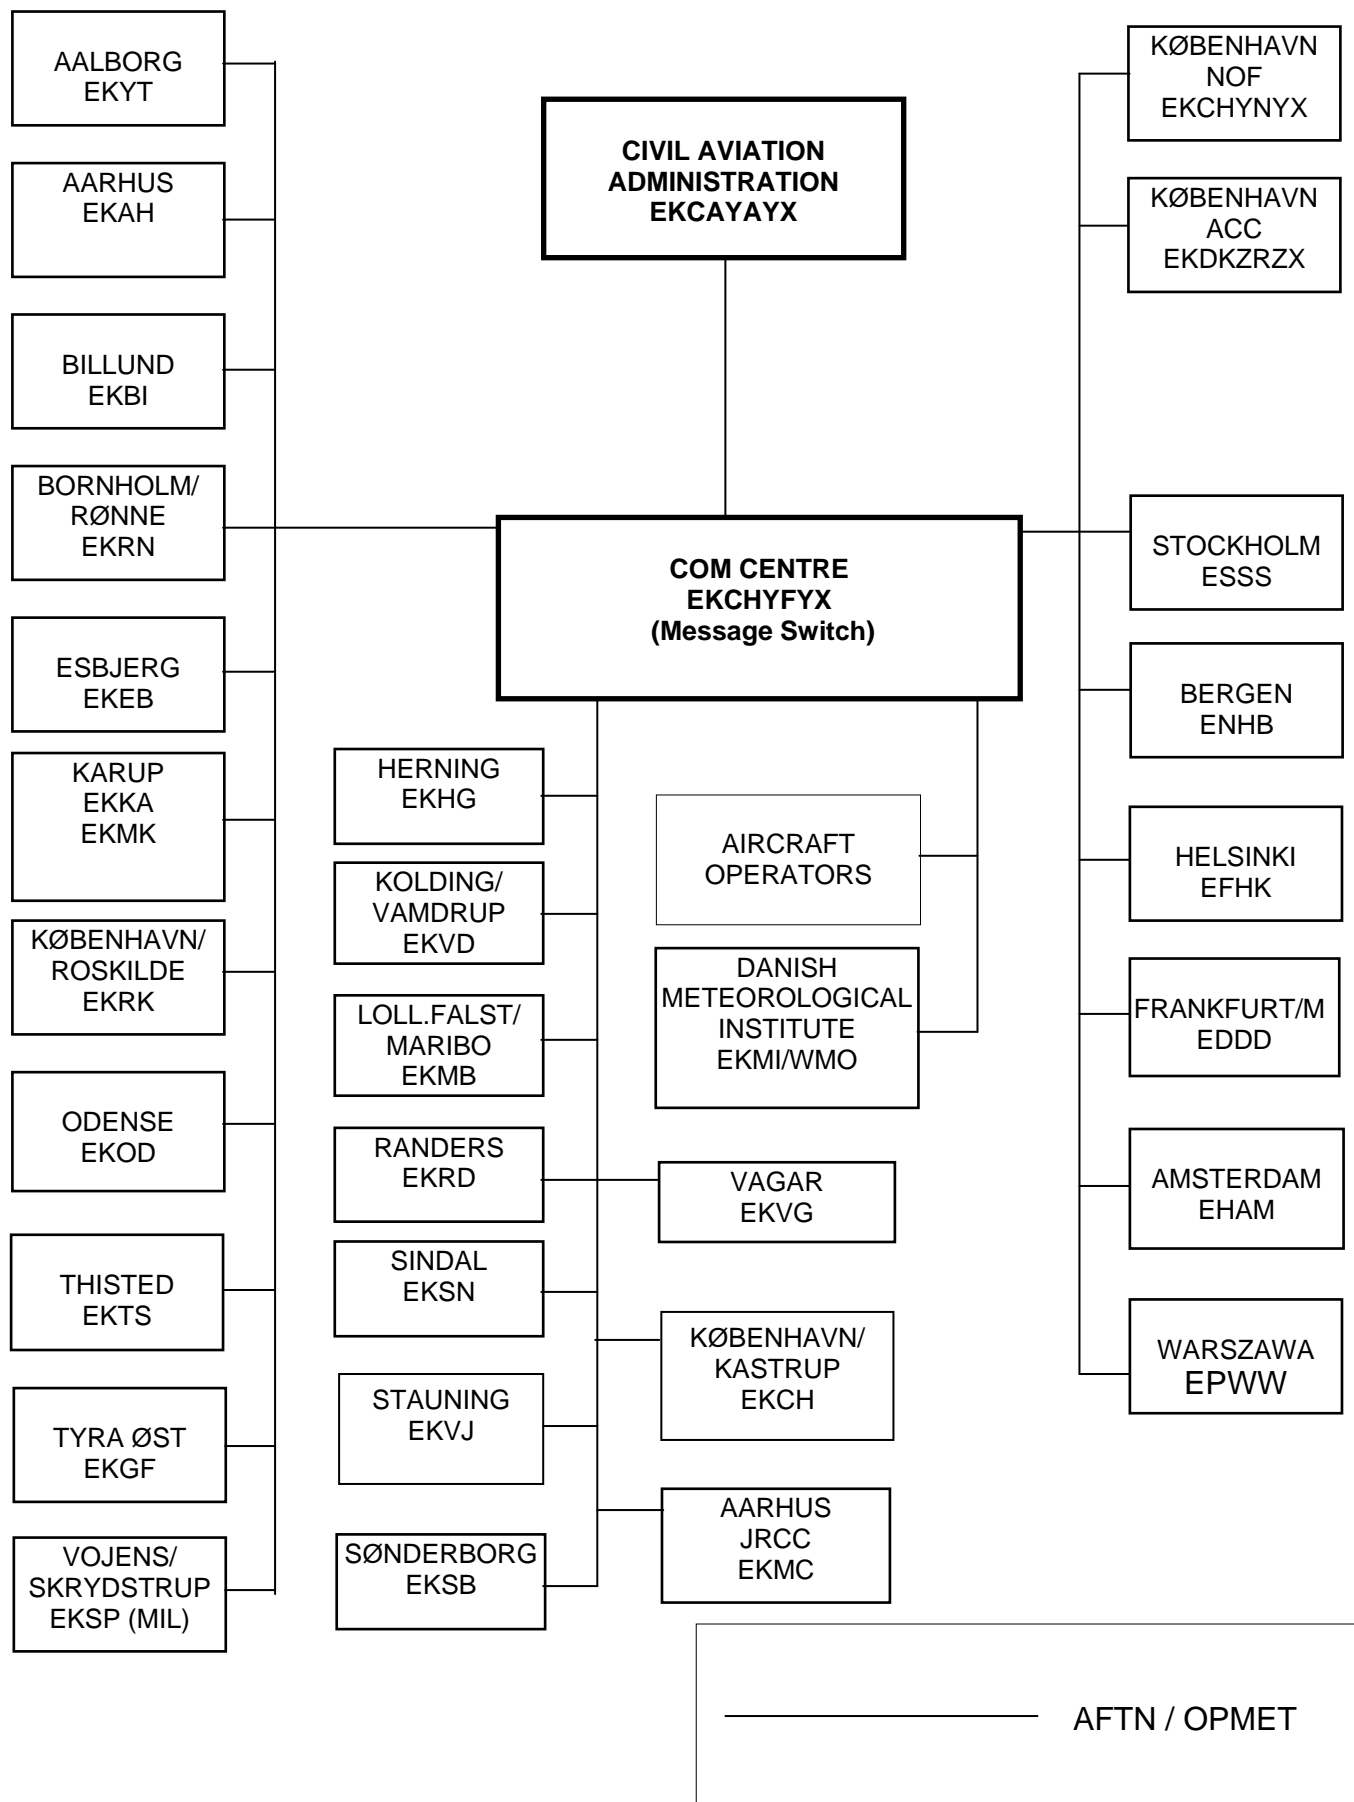 AALBORG
EKYT
AARHUS
EKAH
BILLUND
EKBI
BORNHOLM/
RØNNE
EKRN
ESBJERG
EKEB
KARUP
EKKA
EKMK
KØBENHAVN/
ROSKILDE
EKRK
ODENSE
EKOD
THISTED
EKTS
TYRA ØST
EKGF
VOJENS/
SKRYDSTRUP
EKSP (MIL)
CIVIL AVIATION
ADMINISTRATION
EKCAYAYX
COM CENTRE
EKCHYFYX
(Message Switch)
HERNING
EKHG
KOLDING/
VAMDRUP
EKVD
LOLL.FALST/
MARIBO
EKMB
RANDERS
EKRD
SINDAL
EKSN
STAUNING
EKVJ
SØNDERBORG
EKSB
AIRCRAFT
OPERATORS
DANISH
METEOROLOGICAL
INSTITUTE
EKMI/WMO
VAGAR
EKVG
KØBENHAVN/
KASTRUP
EKCH
AARHUS
JRCC
EKMC
KØBENHAVN
NOF
EKCHYNYX
KØBENHAVN
ACC
EKDKZRZX
STOCKHOLM
ESSS
BERGEN
ENHB
HELSINKI
EFHK
FRANKFURT/M
EDDD
AMSTERDAM
EHAM
WARSZAWA
EPWW
AFTN / OPMET